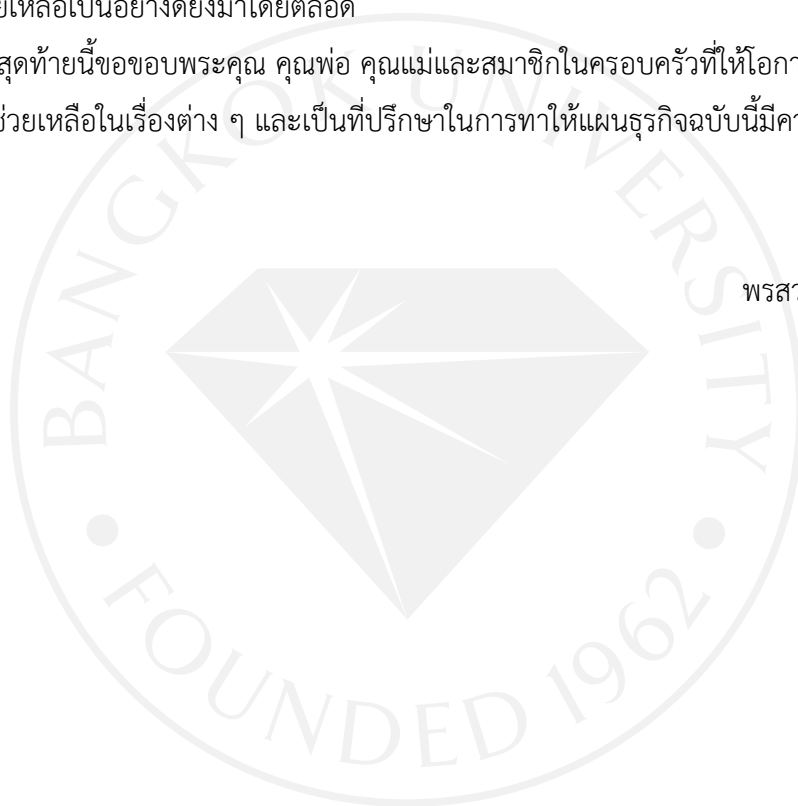 ยเหลือเป็นอย่างดียิ่งมาโดยตลอด
สุดท้ายนี้ขอขอบพระคุณ คุณพ่อ คุณแม่และสมาชิกในครอบครัวที่ให้โอกา
ช่วยเหลือในเรื่องต่าง ๆ และเป็นที่ปรึกษาในการทาให้แผนธุรกิจฉบับนี้มีคา
พรสว
BANGKOK UNIVERSITY
• FOUNDED 1962 •